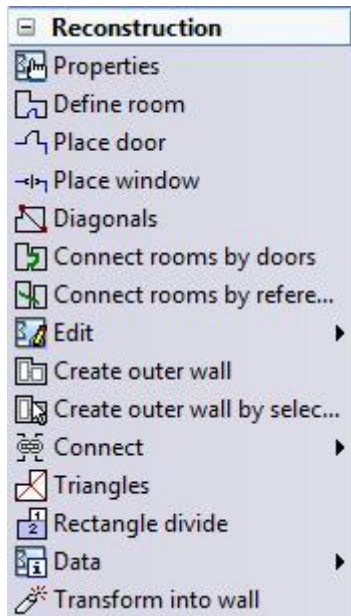 Reconstruction
Properties
Define room
Place door
Place window
Diagonals
Connect rooms by doors
Connect rooms by refere...
Edit
Create outer wall
Create outer wall by selec...
Connect
Triangles
Rectangle divide
Data
Transform into wall